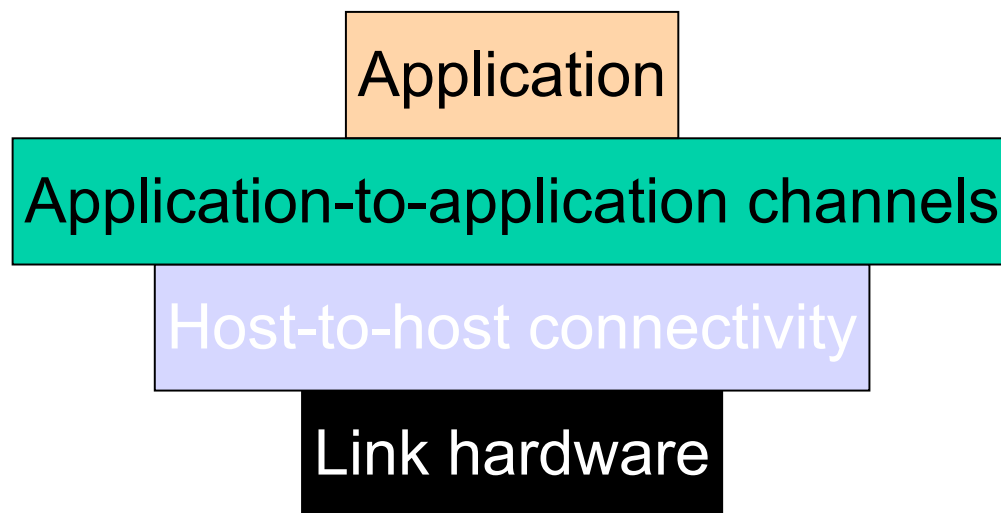 Application
Application-to-application channels
Host-to-host connectivity
Link hardware